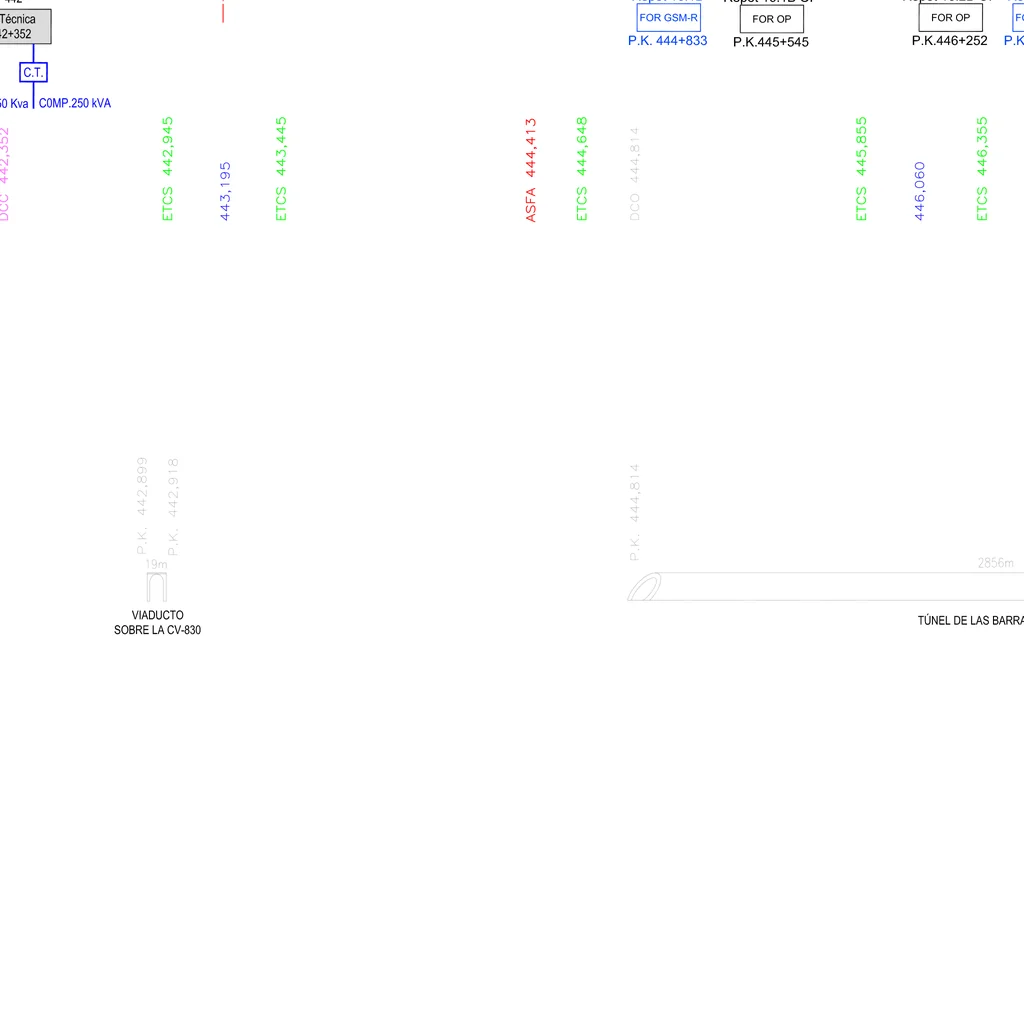 442
Técnica
42+352
C.T.
50 Kva
C0MP.250 kVA
FOR GSM-R
P.K. 444+833
FOR OP
P.K.445+545
FOR OP
P.K.446+252
P.K
DCC 442,352
ETCS 442,945
443,195
ETCS 443,445
ASFA 444,413
ETCS 444,648
DCO 444,814
ETCS 445,855
446,060
ETCS 446,355
P.K. 442,899
P.K. 442,918
P.K. 444,814
19m
2856m
VIADUCTO
SOBRE LA CV-830
TÚNEL DE LAS BARRA